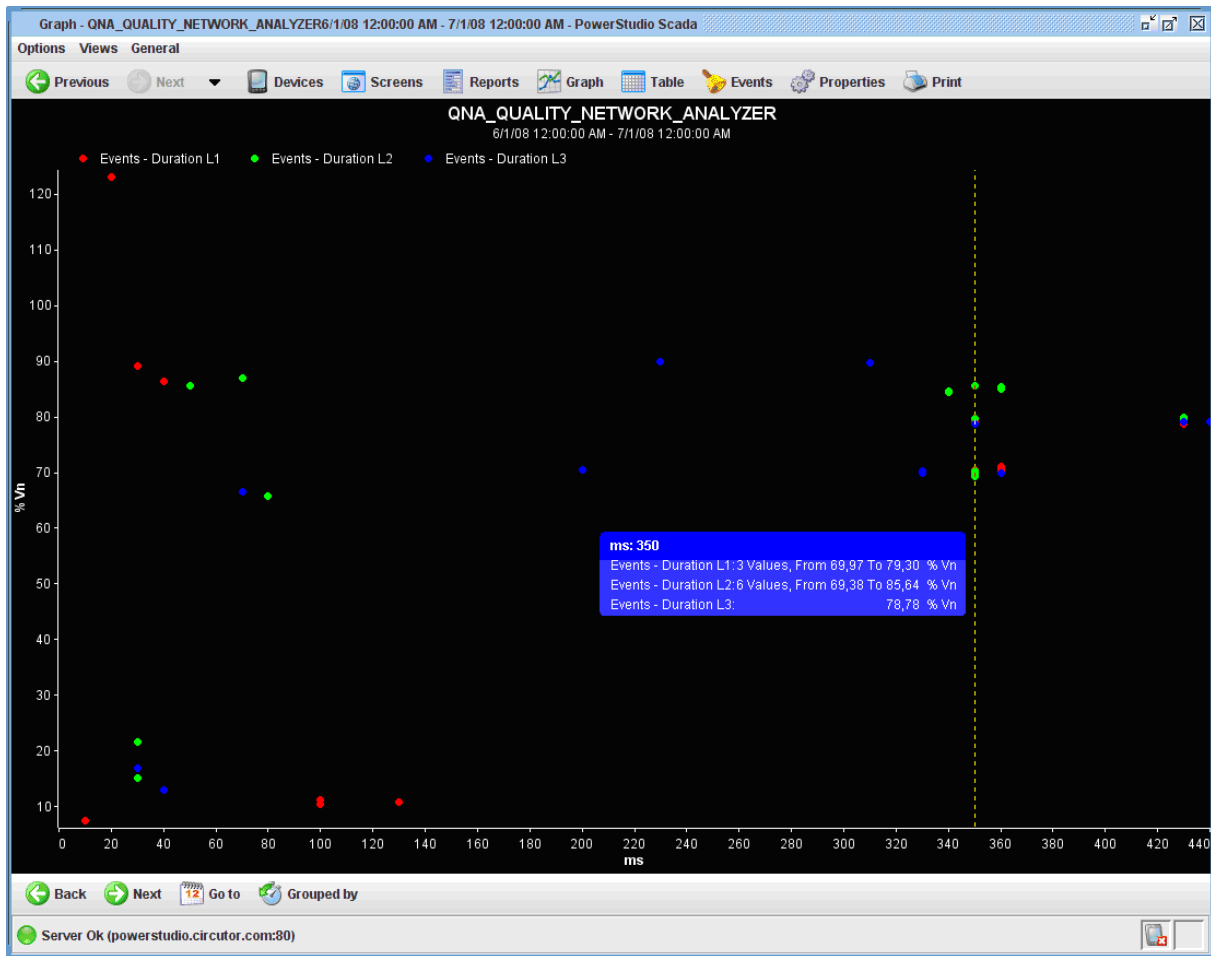 Graph - QNA_QUALITY_NETWORK_ANALYZER6/1/08 12:00:00 AM - 7/1/08 12:00:00 AM - PowerStudio Scada
Options Views General
Previous Next Devices Screens Reports Graph Table Events Properties Print
QNA_QUALITY_NETWORK_ANALYZER
6/1/08 12:00:00 AM - 7/1/08 12:00:00 AM
Events - Duration L1 Events - Duration L2 Events - Duration L3
120
110
100
90
80
70
% Vn
60
50
40
30
20
10
ms: 350
Events - Duration L1:3 Values, From 69,97 To 79,30 % Vn
Events - Duration L2:6 Values, From 69,38 To 85,64 % Vn
Events - Duration L3: 78,78 % Vn
0 20 40 60 80 100 120 140 160 180 200 220 240 260 280 300 320 340 360 380 400 420 440
ms
Back Next 12 Go to Grouped by
Server Ok (powerstudio.circutor.com:80)